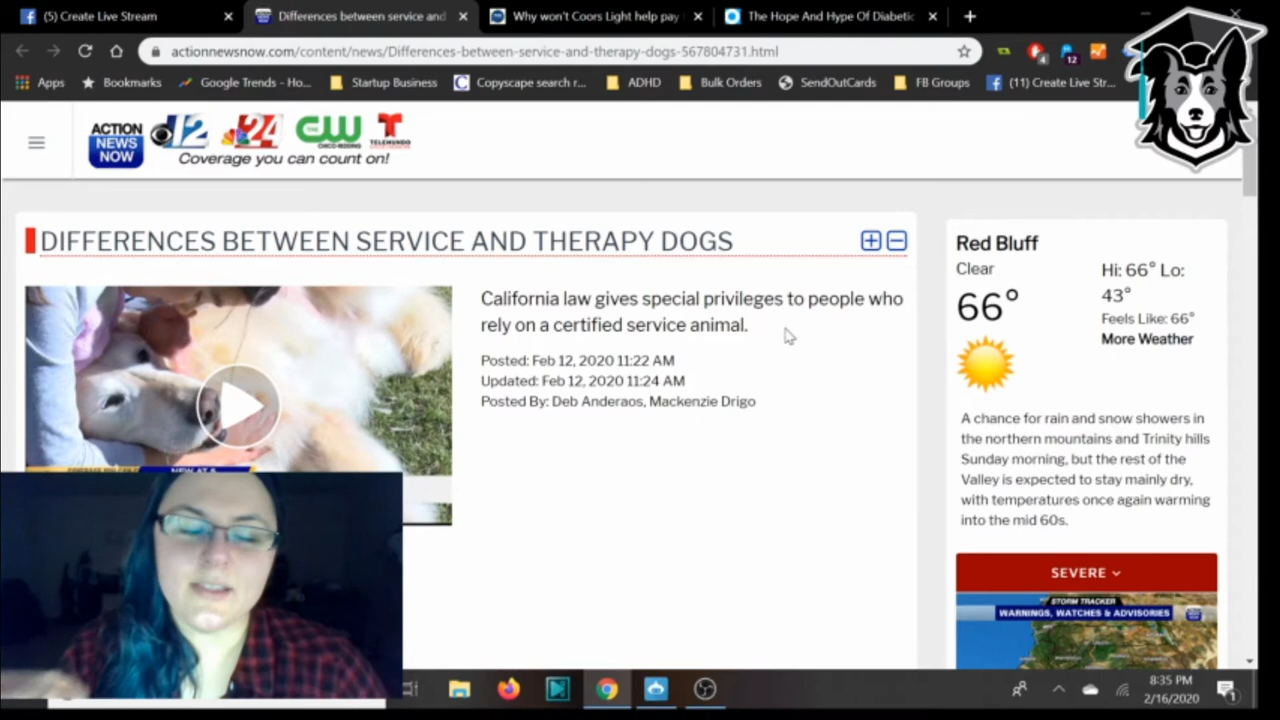 (5) Create Live Stream
Differences between service and
Why won't Coors Light help pay
The Hope And Hype Of Diabetic
actionnewsnow.com/content/news/Differences-between-service-and-therapy-dogs-567804731.html
4
12
Apps
Bookmarks
Google Trends - Ho...
Startup Business
Copyscape search r...
ADHD
Bulk Orders
SendOutCards
FB Groups
(11) Create Live Str...
ACTION
NEWS
NOW
12
24
CW
TELEMUNDO
Coverage you can count on!
DIFFERENCES BETWEEN SERVICE AND THERAPY DOGS
California law gives special privileges to people who
rely on a certified service animal.
Posted: Feb 12, 2020 11:22 AM
Updated: Feb 12, 2020 11:24 AM
Posted By: Deb Anderaos, Mackenzie Drigo
Red Bluff
Clear
66°
Hi: 66° Lo:
43°
Feels Like: 66°
More Weather
A chance for rain and snow showers in
the northern mountains and Trinity hills
Sunday morning, but the rest of the
Valley is expected to stay mainly dry,
with temperatures once again warming
into the mid 60s.
SEVERE
STORM TRACKER
WARNINGS, WATCHES & ADVISORIES
8:35 PM
2/16/2020
1